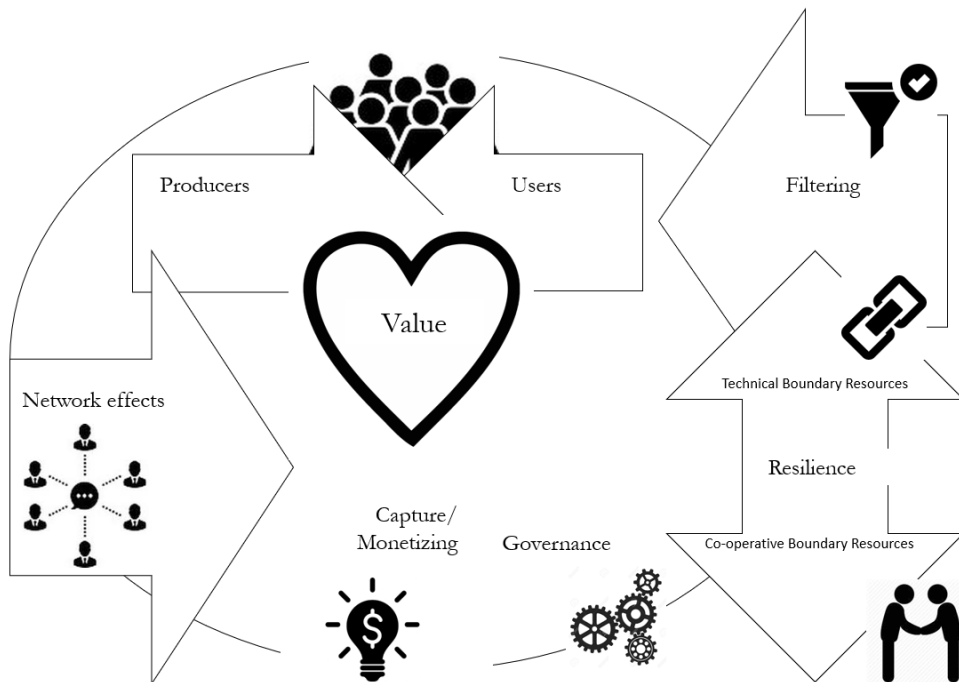 Producers
Users
Filtering
Value
Technical Boundary Resources
Network effects
Resilience
Capture/
Monetizing
Governance
Co-operative Boundary Resources
$